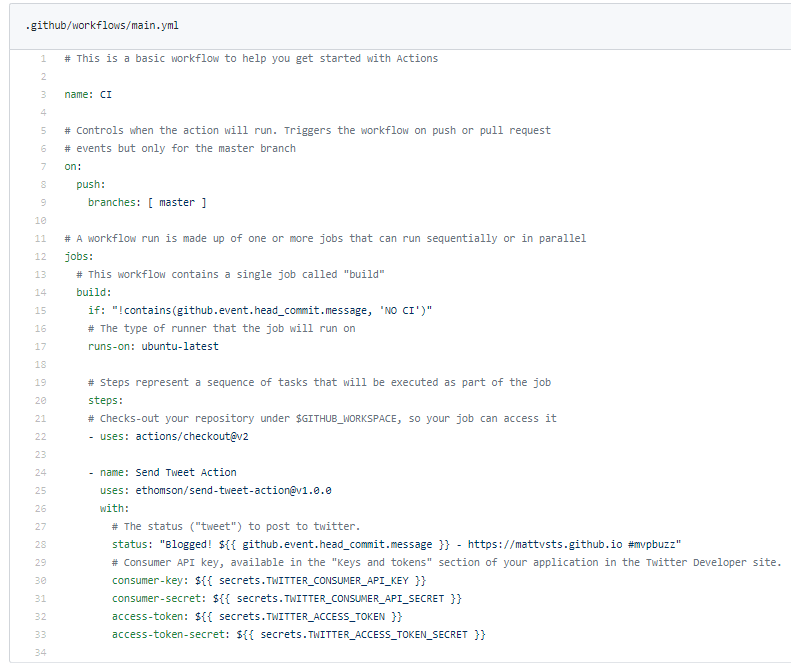 .github/workflows/main.yml
1 # This is a basic workflow to help you get started with Actions
2
3 name: CI
4
5 # Controls when the action will run. Triggers the workflow on push or pull request
6 # events but only for the master branch
7 on:
8   push:
9     branches: [ master ]
10
11 # A workflow run is made up of one or more jobs that can run sequentially or in parallel
12 jobs:
13   # This workflow contains a single job called "build"
14   build:
15     if: "!contains(github.event.head_commit.message, 'NO CI')"
16     # The type of runner that the job will run on
17     runs-on: ubuntu-latest
18
19     # Steps represent a sequence of tasks that will be executed as part of the job
20     steps:
21     # Checks-out your repository under $GITHUB_WORKSPACE, so your job can access it
22     - uses: actions/checkout@v2
23
24     - name: Send Tweet Action
25       uses: ethomson/send-tweet-action@v1.0.0
26       with:
27         # The status ("tweet") to post to twitter.
28         status: "Blogged! ${{ github.event.head_commit.message }} - https://mattvsts.github.io #mvpbuzz"
29         # Consumer API key, available in the "Keys and tokens" section of your application in the Twitter Developer site.
30         consumer-key: ${{ secrets.TWITTER_CONSUMER_API_KEY }}
31         consumer-secret: ${{ secrets.TWITTER_CONSUMER_API_SECRET }}
32         access-token: ${{ secrets.TWITTER_ACCESS_TOKEN }}
33         access-token-secret: ${{ secrets.TWITTER_ACCESS_TOKEN_SECRET }}
34